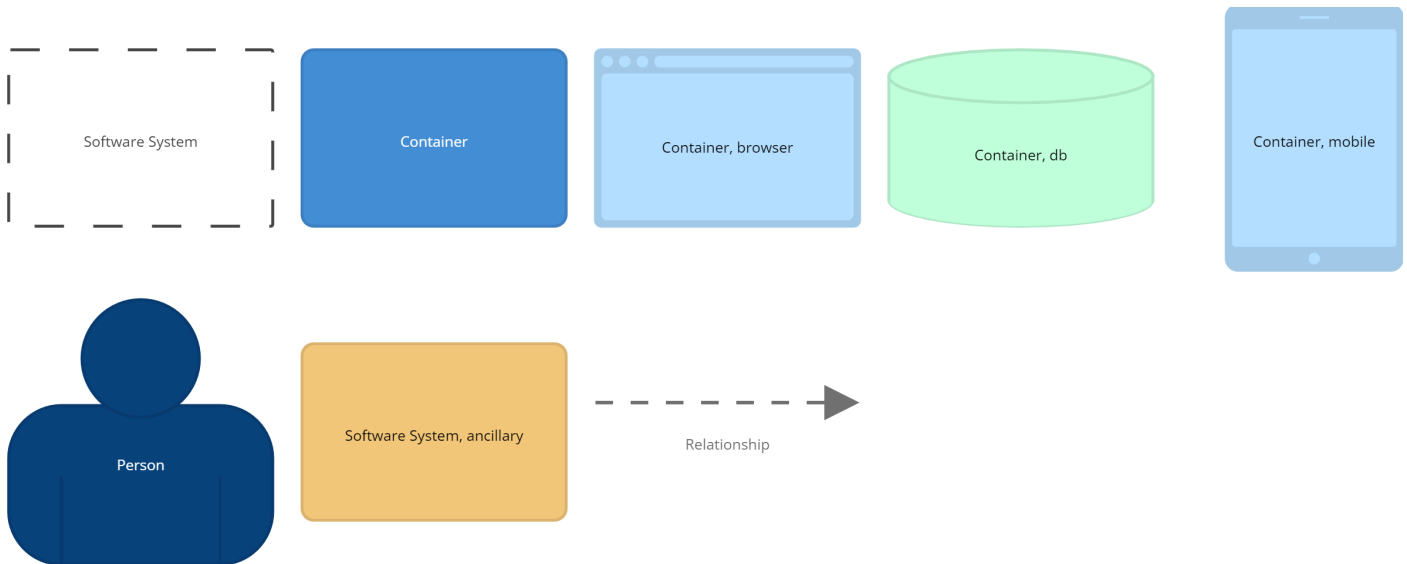 Software System
Container
Container, browser
Container, db
Container, mobile
Person
Software System, ancillary
Relationship